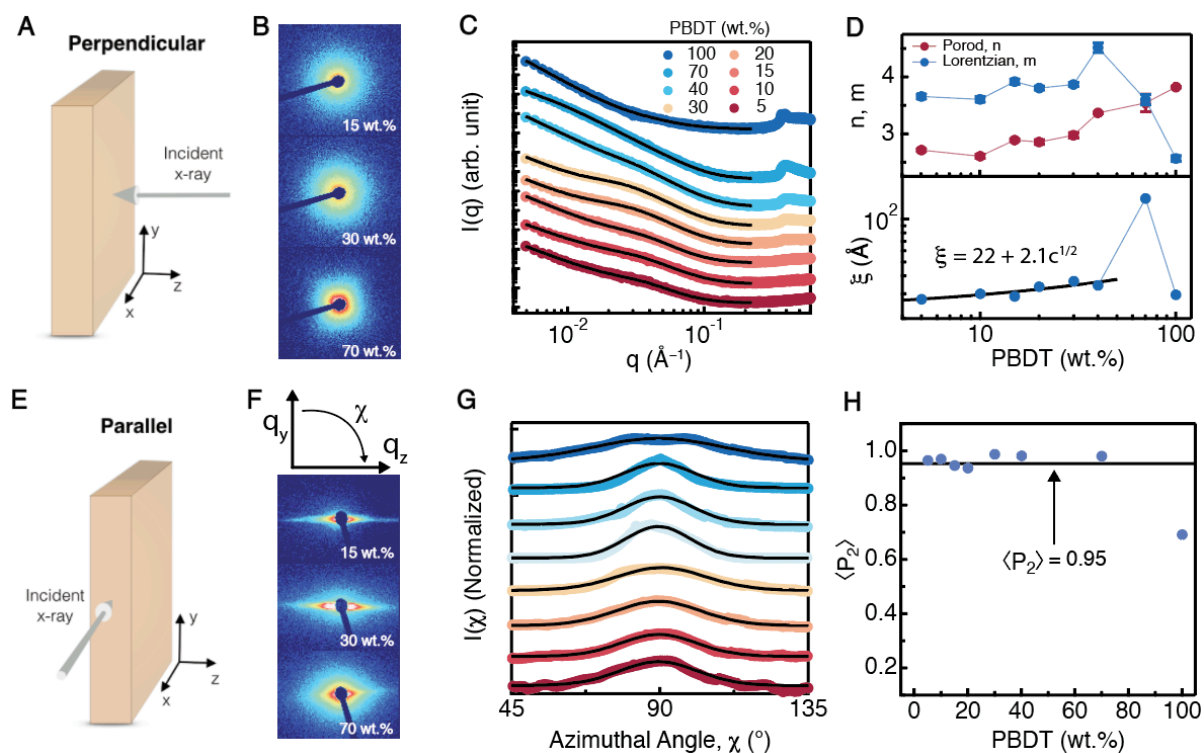 A
Perpendicular
Incident
x-ray
y
z
x
B
15 wt.%
30 wt.%
70 wt.%
C
PBDT (wt.%)
100 20
70 15
40 10
30 5
I(q) (arb. unit)
10⁻² 10⁻¹
q (Å⁻¹)
D
Porod, n
Lorentzian, m
n, m
4
3
ξ (Å)
10²
ξ = 22 + 2.1c¹ᐟ²
10 100
PBDT (wt.%)
E
Parallel
Incident
x-ray
y
z
x
F
q_y
χ
q_z
15 wt.%
30 wt.%
70 wt.%
G
I(χ) (Normalized)
45 90 135
Azimuthal Angle, χ (°)
H
⟨P₂⟩
1.0
0.8
0.6
0.4
0.2
⟨P₂⟩ = 0.95
0 20 40 60 80 100
PBDT (wt.%)